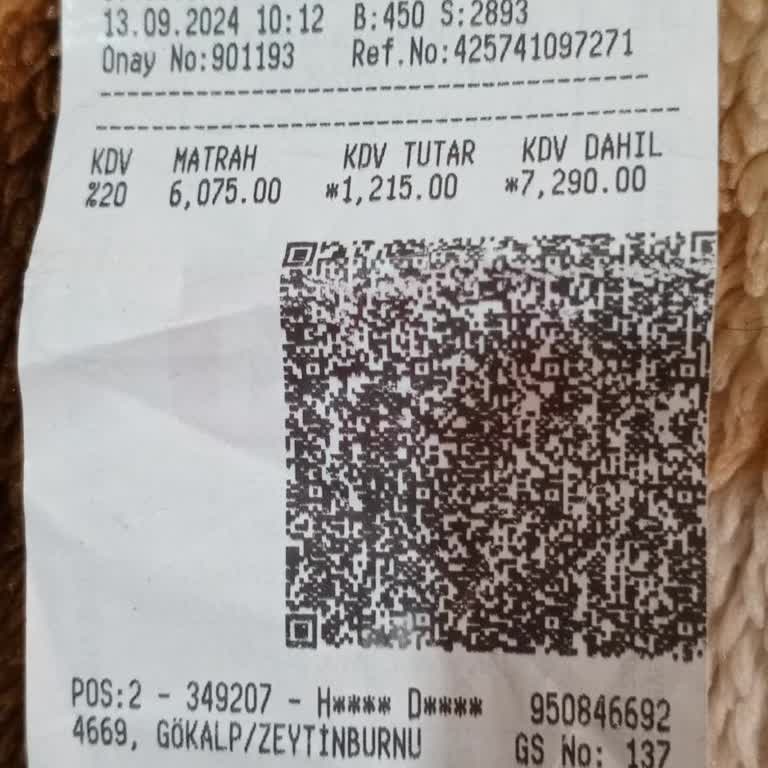 13.09.2024 10:12 B:450 S:2893
Onay No:901193 Ref.No:425741097271
KDV MATRAH KDV TUTAR KDV DAHIL
%20 6,075.00 *1,215.00 *7,290.00
POS:2 - 349207 - H**** D**** 950846692
4669, GÖKALP/ZEYTİNBURNU GS No: 137